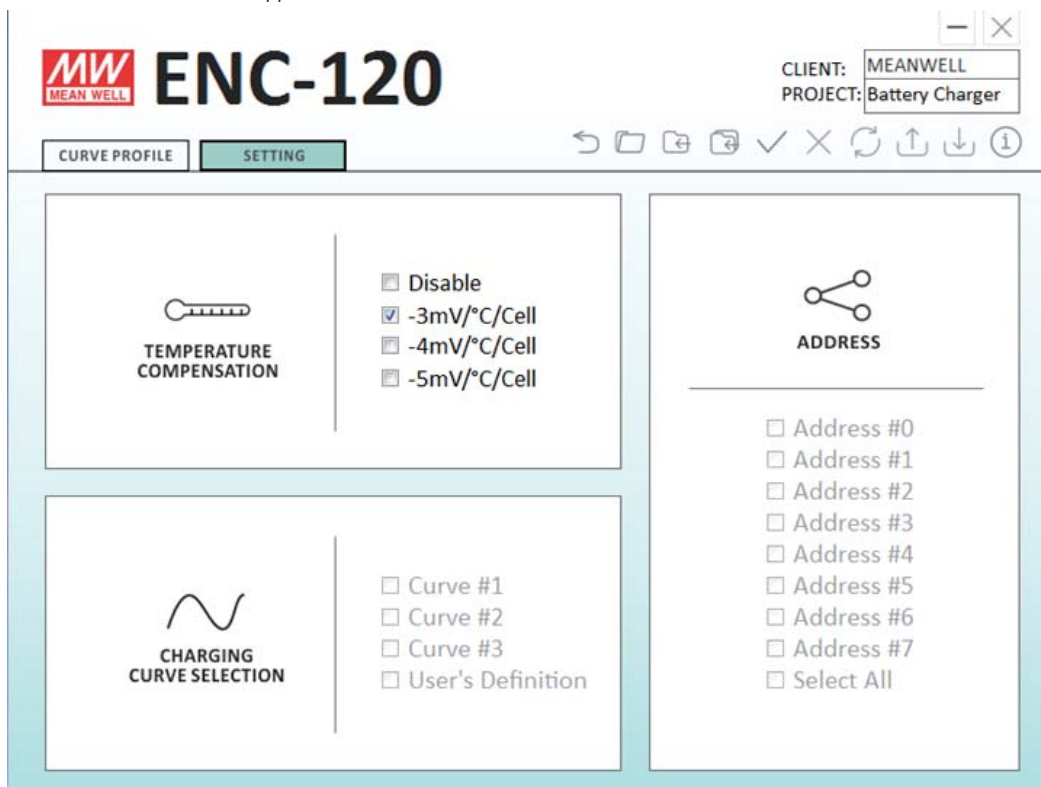 MW
MEAN WELL
ENC-120
CLIENT: MEANWELL
PROJECT: Battery Charger
CURVE PROFILE
SETTING
TEMPERATURE
COMPENSATION
Disable
-3mV/°C/Cell
-4mV/°C/Cell
-5mV/°C/Cell
CHARGING
CURVE SELECTION
Curve #1
Curve #2
Curve #3
User's Definition
ADDRESS
Address #0
Address #1
Address #2
Address #3
Address #4
Address #5
Address #6
Address #7
Select All